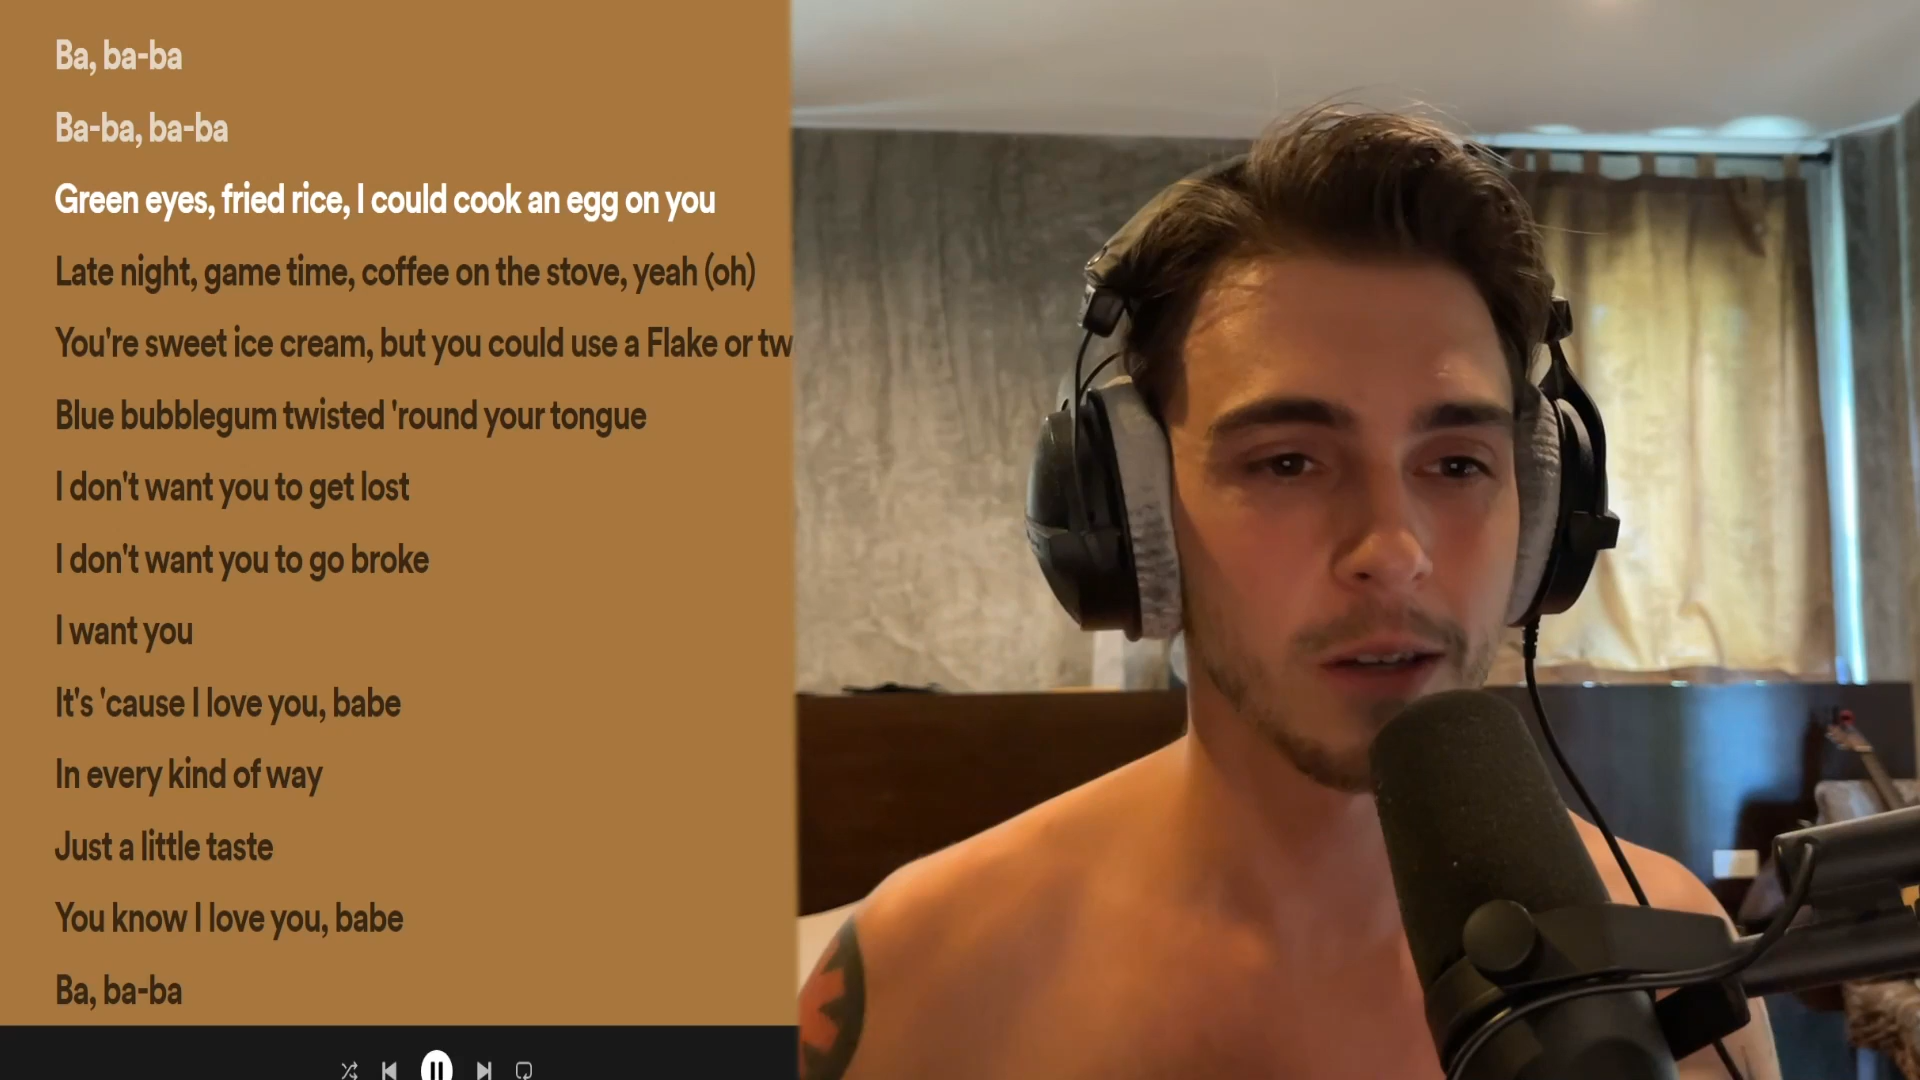 Ba, ba-ba
Ba-ba, ba-ba
Green eyes, fried rice, I could cook an egg on you
Late night, game time, coffee on the stove, yeah (oh)
You're sweet ice cream, but you could use a Flake or
Blue bubblegum twisted 'round your tongue
I don't want you to get lost
I don't want you to go broke
I want you
It's 'cause I love you, babe
In every kind of way
Just a little taste
You know I love you, babe
Ba, ba-ba